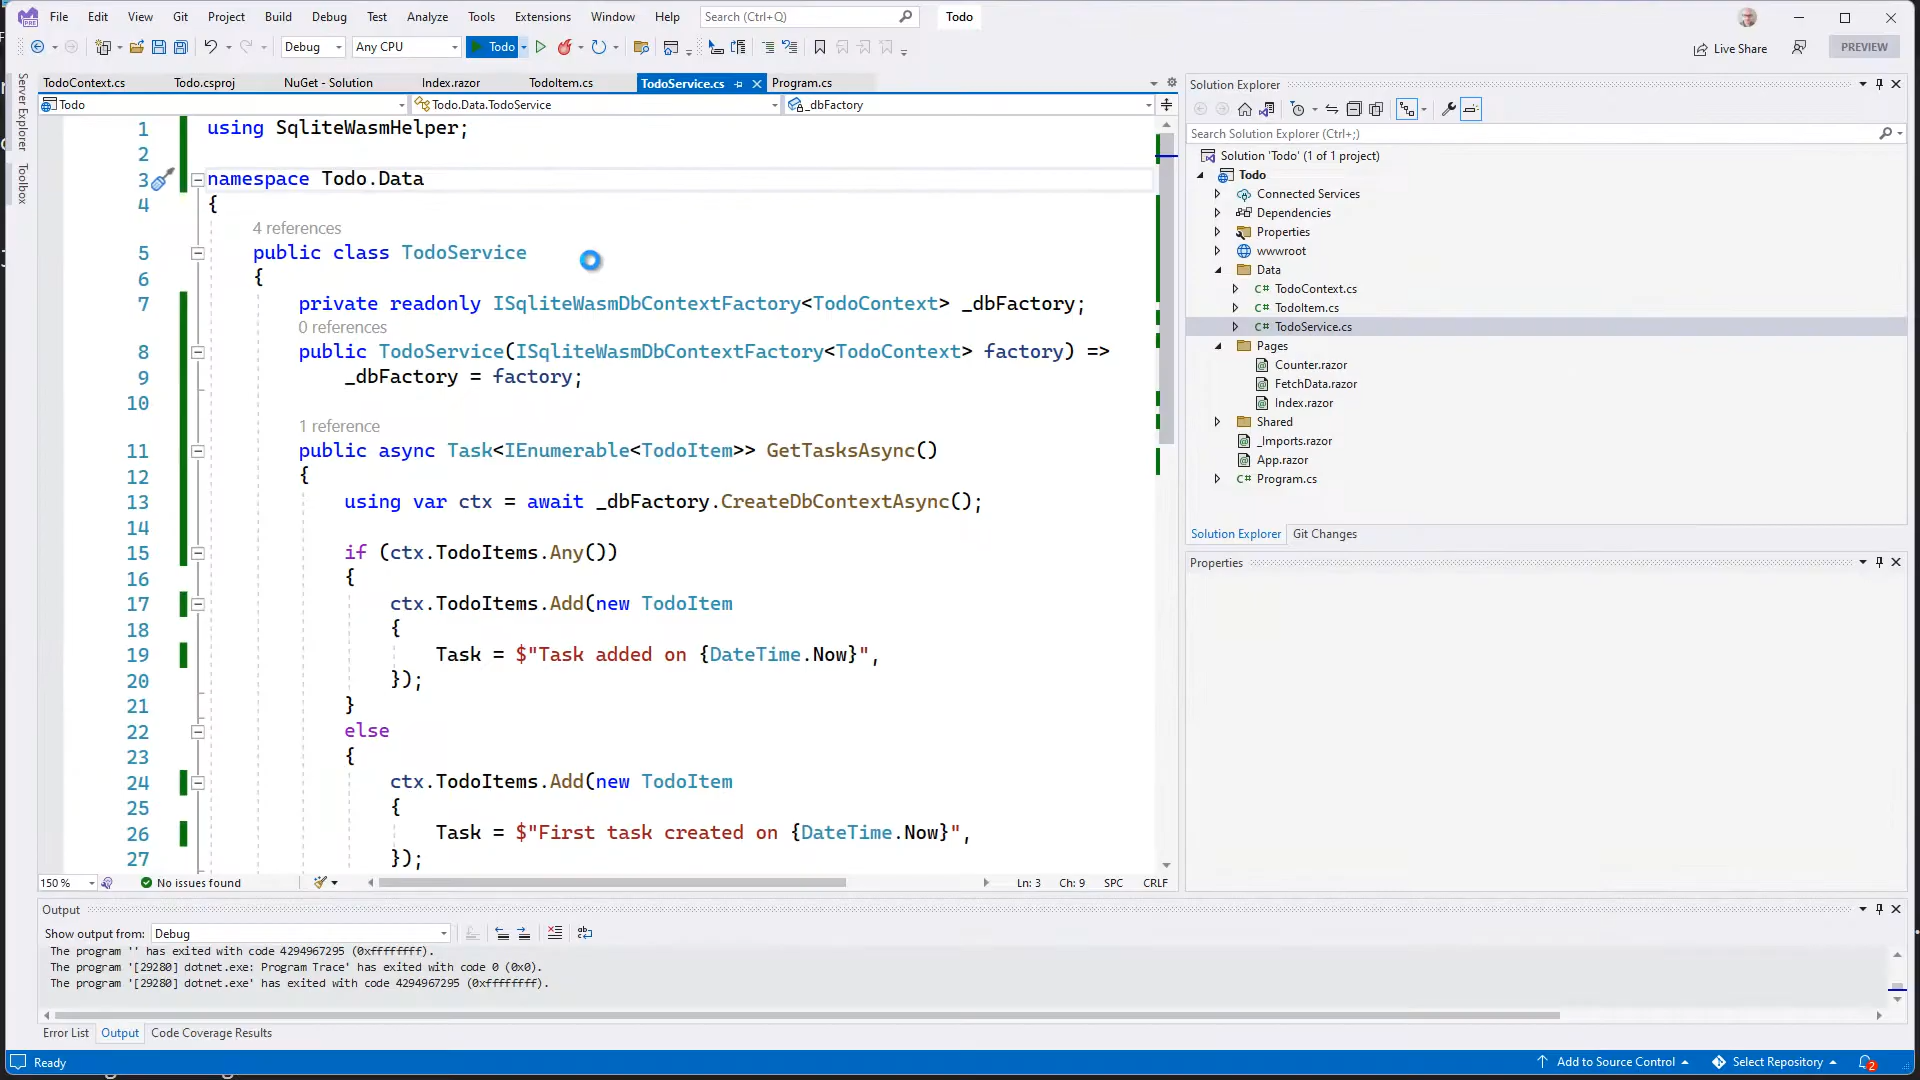 File Edit View Git Project Build Debug Test Analyze Tools Extensions Window Help Search (Ctrl+Q) Todo
Debug Any CPU Todo Live Share PREVIEW
Server Explorer
Toolbox
TodoContext.cs Todo.csproj NuGet - Solution Index.razor TodoItem.cs TodoService.cs Program.cs
Todo Todo.Data.TodoService _dbFactory
1 using SqliteWasmHelper;
2
3 namespace Todo.Data
4 {
4 references
5 public class TodoService
6 {
7 private readonly ISqliteWasmDbContextFactory<TodoContext> _dbFactory;
0 references
8 public TodoService(ISqliteWasmDbContextFactory<TodoContext> factory) =>
9 _dbFactory = factory;
10
1 reference
11 public async Task<IEnumerable<TodoItem>> GetTasksAsync()
12 {
13 using var ctx = await _dbFactory.CreateDbContextAsync();
14
15 if (ctx.TodoItems.Any())
16 {
17 ctx.TodoItems.Add(new TodoItem
18 {
19 Task = $"Task added on {DateTime.Now}",
20 });
21 }
22 else
23 {
24 ctx.TodoItems.Add(new TodoItem
25 {
26 Task = $"First task created on {DateTime.Now}",
27 });
150 % No issues found Ln: 3 Ch: 9 SPC CRLF
Solution Explorer
Search Solution Explorer (Ctrl+;)
Solution 'Todo' (1 of 1 project)
Todo
Connected Services
Dependencies
Properties
wwwroot
Data
C# TodoContext.cs
C# TodoItem.cs
C# TodoService.cs
Pages
Counter.razor
FetchData.razor
Index.razor
Shared
_Imports.razor
App.razor
C# Program.cs
Solution Explorer Git Changes
Properties
Output
Show output from: Debug
The program '' has exited with code 4294967295 (0xffffffff).
The program '[29280] dotnet.exe: Program Trace' has exited with code 0 (0x0).
The program '[29280] dotnet.exe' has exited with code 4294967295 (0xffffffff).
Error List Output Code Coverage Results
Ready Add to Source Control Select Repository 2